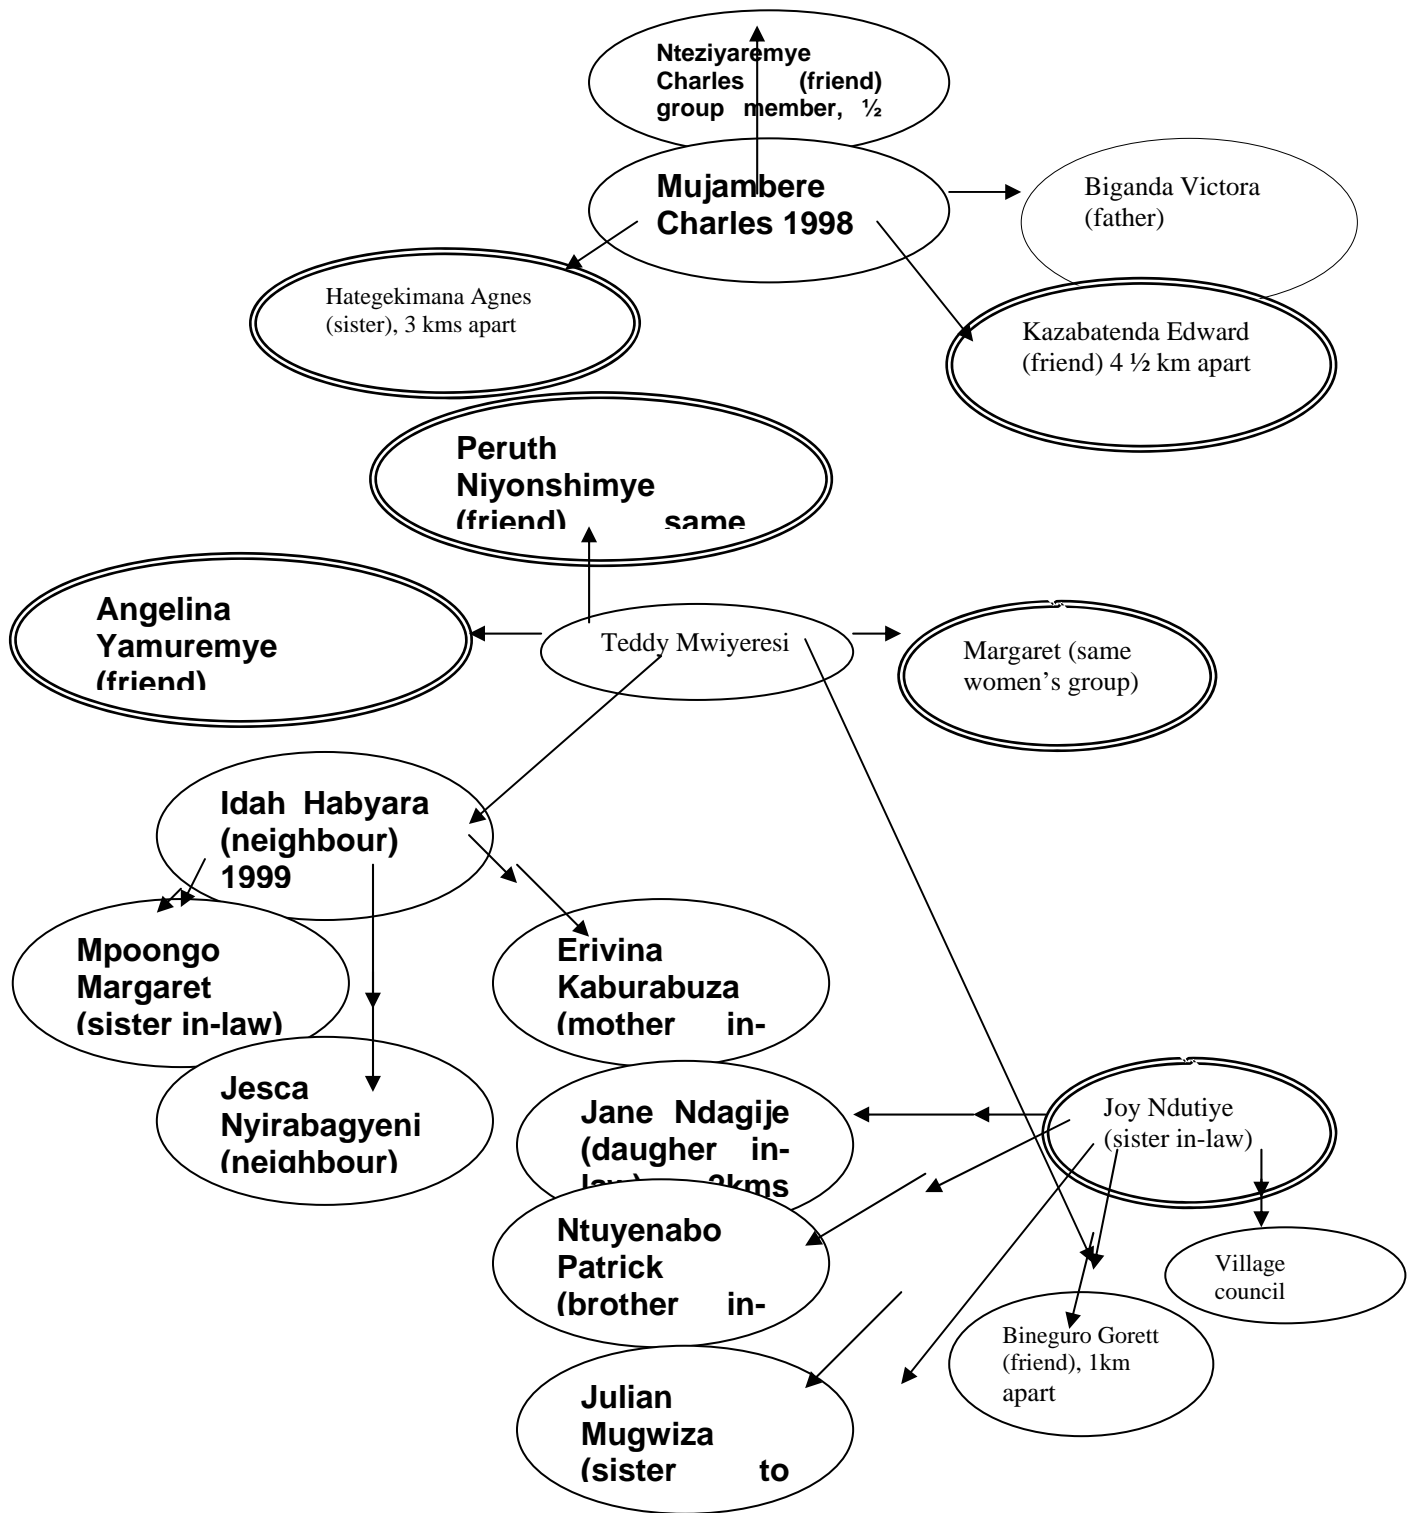 Nteziyaremye
Charles (friend)
group member, ½
Mujambere
Charles 1998
Biganda Victora
(father)
Hategekimana Agnes
(sister), 3 kms apart
Kazabatenda Edward
(friend) 4 ½ km apart
Peruth
Niyonshimye
(friend) same
Angelina
Yamuremye
(friend)
Teddy Mwiyeresi
Margaret (same
women's group)
Idah Habyara
(neighbour)
1999
Mpoongo
Margaret
(sister in-law)
Erivina
Kaburabuza
(mother in-
Jesca
Nyirabagyeni
(neighbour)
Jane Ndagije
(daugher in-
law) 2kms
Joy Ndutiye
(sister in-law)
Ntuyenabo
Patrick
(brother in-
Village
council
Bineguro Gorett
(friend), 1km
apart
Julian
Mugwiza
(sister to